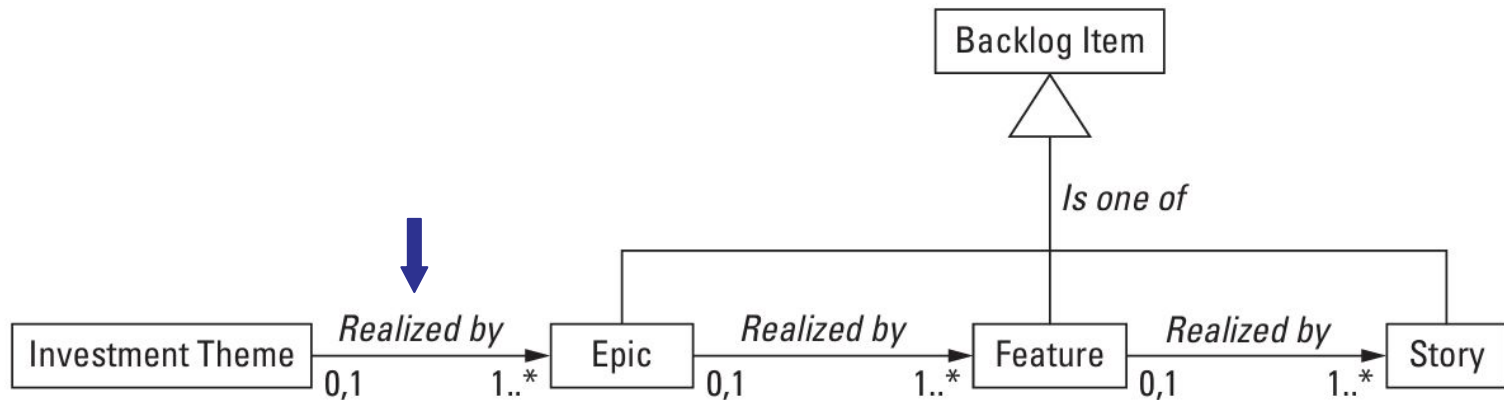 Backlog Item
Is one of
Realized by
Realized by
Realized by
Investment Theme
Epic
Feature
Story
0,1
1..*
0,1
1..*
0,1
1..*